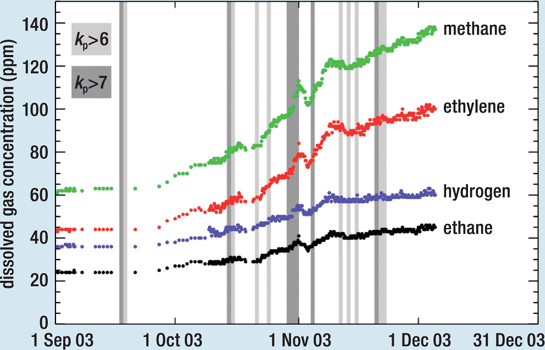 dissolved gas concentration (ppm)
140
120
100
80
60
40
20
0
kp>6
kp>7
methane
ethylene
hydrogen
ethane
1 Sep 03 1 Oct 03 1 Nov 03 1 Dec 03 31 Dec 03